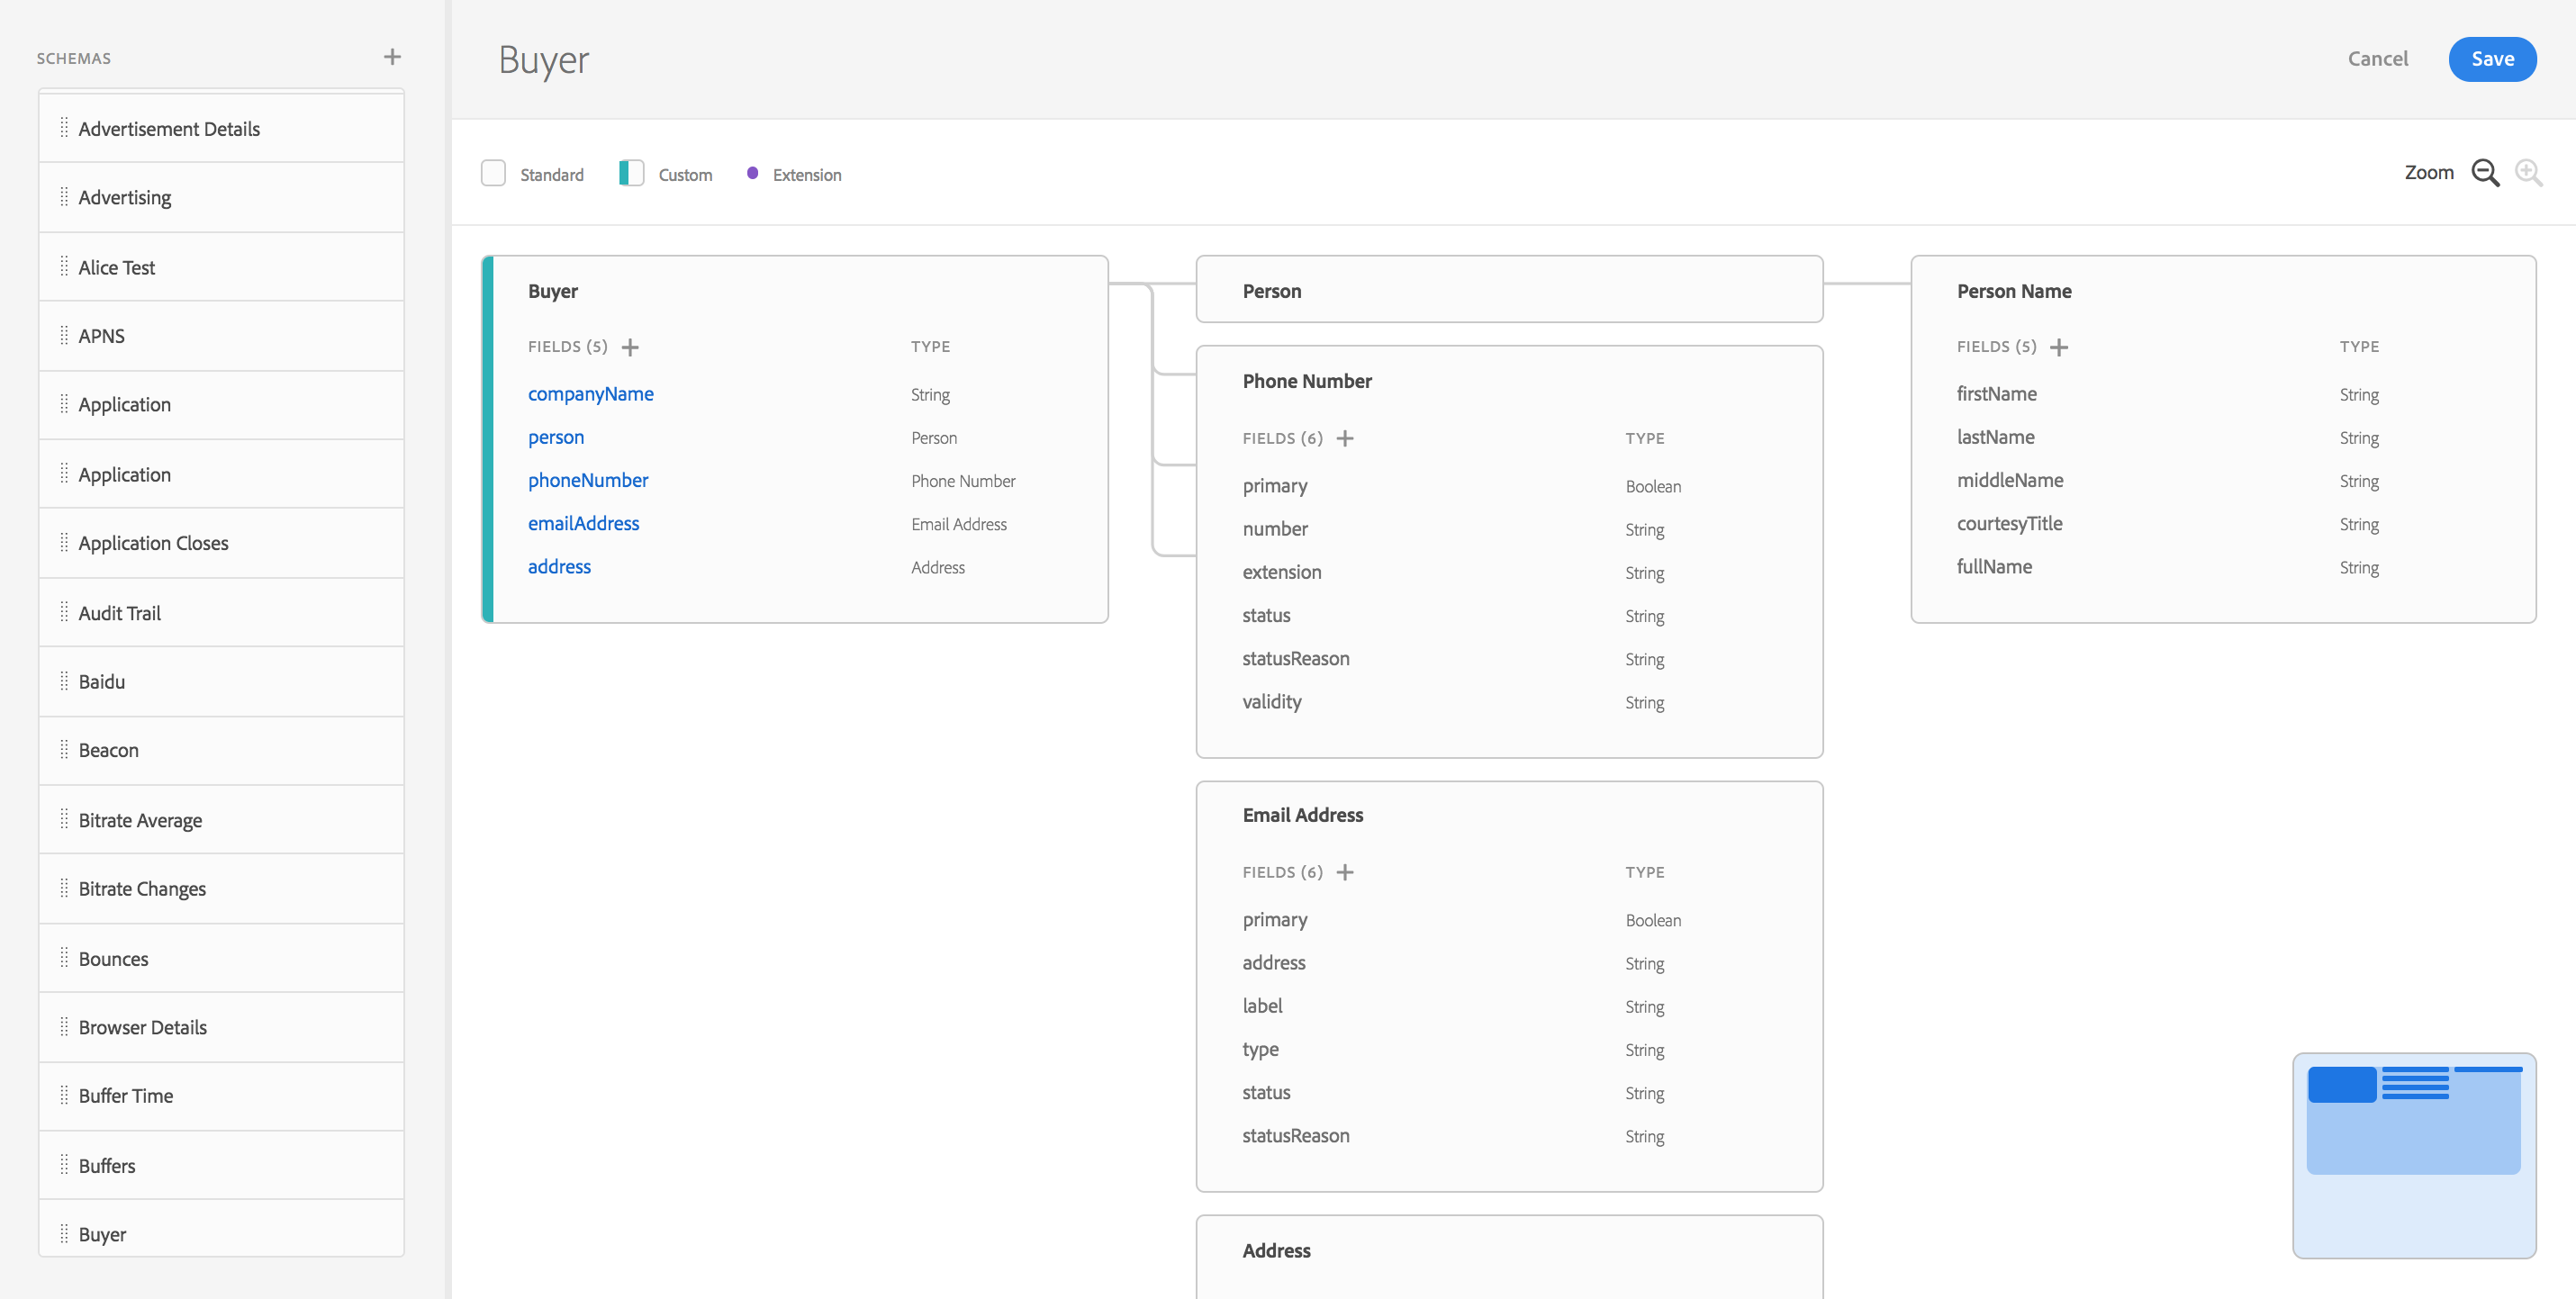 SCHEMAS
Advertisement Details
Advertising
Alice Test
APNS
Application
Application
Application Closes
Audit Trail
Baidu
Beacon
Bitrate Average
Bitrate Changes
Bounces
Browser Details
Buffer Time
Buffers
Buyer
Buyer
Cancel
Save
Standard
Custom
Extension
Zoom
Buyer
FIELDS (5)
TYPE
companyName
String
person
Person
phoneNumber
Phone Number
emailAddress
Email Address
address
Address
Person
Phone Number
FIELDS (6)
TYPE
primary
Boolean
number
String
extension
String
status
String
statusReason
String
validity
String
Email Address
FIELDS (6)
TYPE
primary
Boolean
address
String
label
String
type
String
status
String
statusReason
String
Address
Person Name
FIELDS (5)
TYPE
firstName
String
lastName
String
middleName
String
courtesyTitle
String
fullName
String